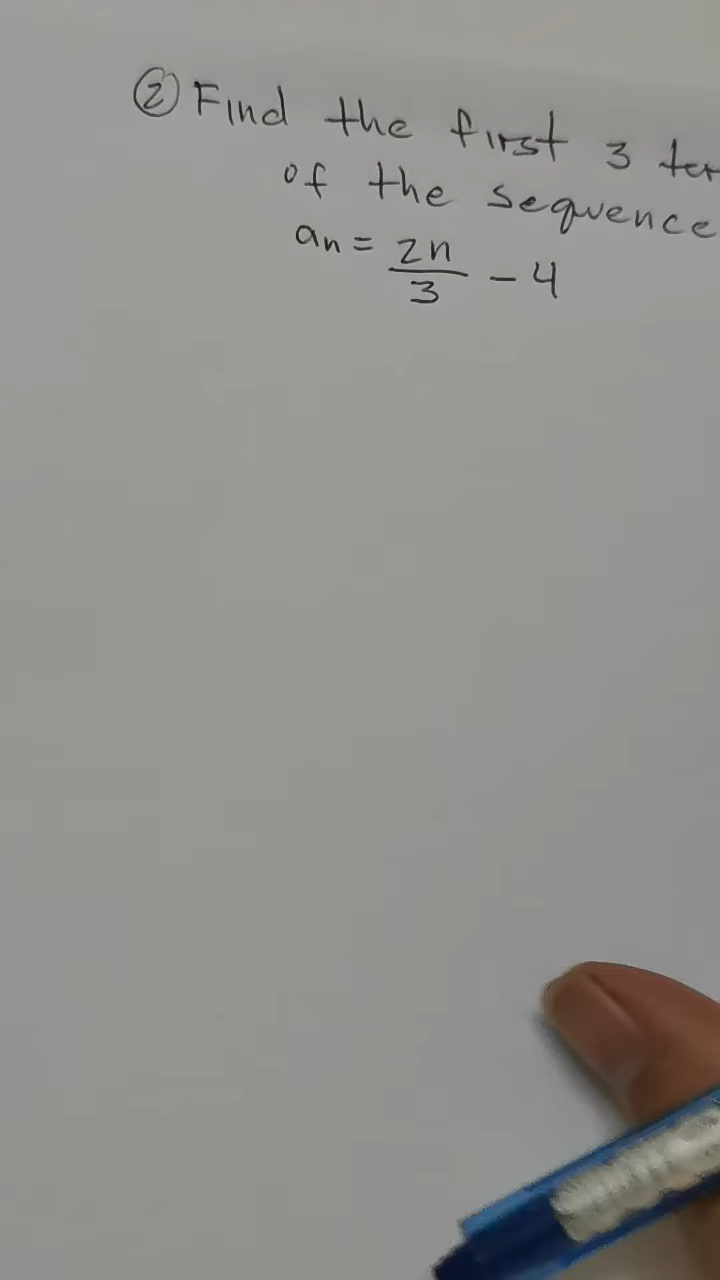 ② Find the first 3
of the sequence
an = 2n/3 - 4